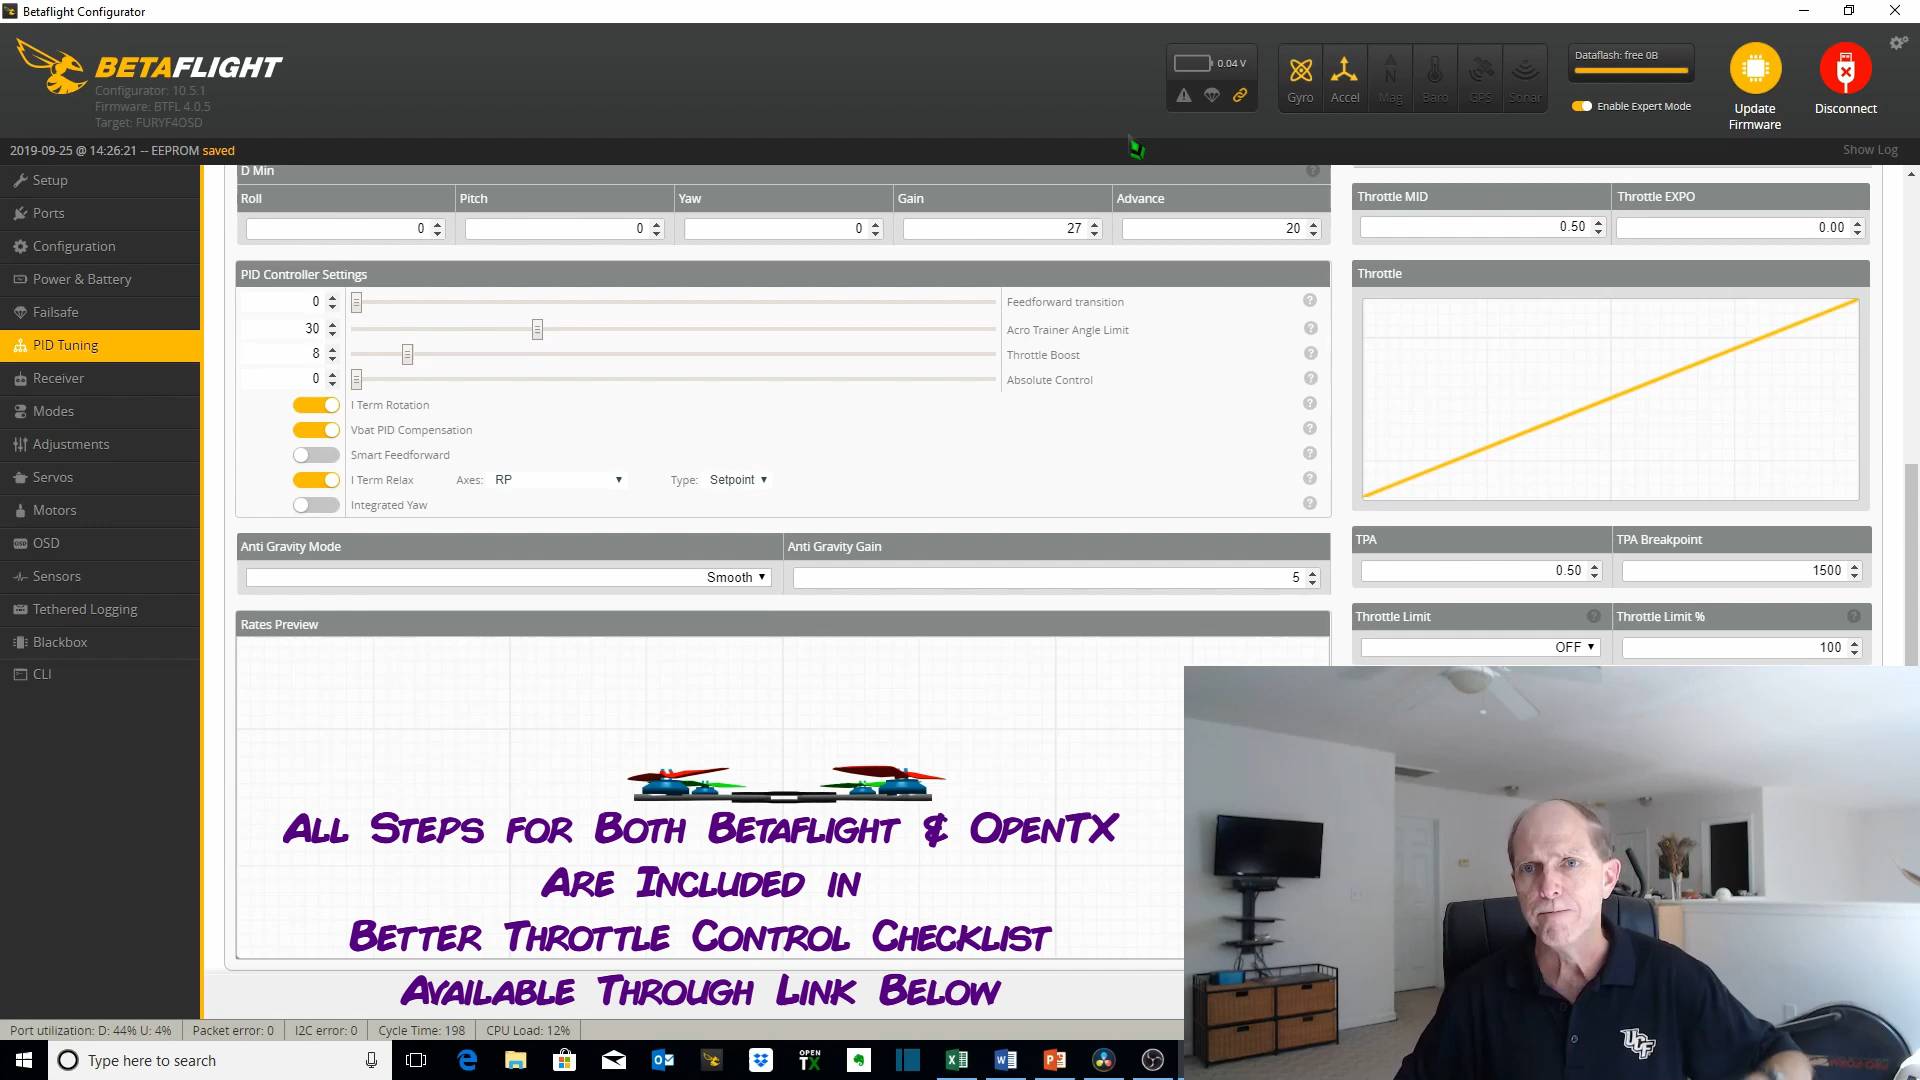 Betaflight Configurator
BETAFLIGHT
Configurator: 10.5.1
Firmware: BTFL 4.0.5
Target: FURYF4OSD
0.04 V
Gyro
Accel
Mag
Baro
GPS
Sonar
Dataflash: free 0B
Enable Expert Mode
Update
Firmware
Disconnect
2019-09-25 @ 14:26:21 -- EEPROM saved
Show Log
Setup
Ports
Configuration
Power & Battery
Failsafe
PID Tuning
Receiver
Modes
Adjustments
Servos
Motors
OSD
Sensors
Tethered Logging
Blackbox
CLI
D Min
Roll Pitch Yaw Gain Advance
0 0 0 27 20
PID Controller Settings
0 Feedforward transition
30 Acro Trainer Angle Limit
8 Throttle Boost
0 Absolute Control
I Term Rotation
Vbat PID Compensation
Smart Feedforward
I Term Relax Axes: RP Type: Setpoint
Integrated Yaw
Anti Gravity Mode Anti Gravity Gain
Smooth 5
Rates Preview
Throttle MID Throttle EXPO
0.50 0.00
Throttle
TPA TPA Breakpoint
0.50 1500
Throttle Limit Throttle Limit %
OFF 100
All Steps for Both Betaflight & OpenTX
Are Included in
Better Throttle Control Checklist
Available Through Link Below
UCF
Port utilization: D: 44% U: 4% Packet error: 0 I2C error: 0 Cycle Time: 198 CPU Load: 12%
Type here to search
OPEN
TX